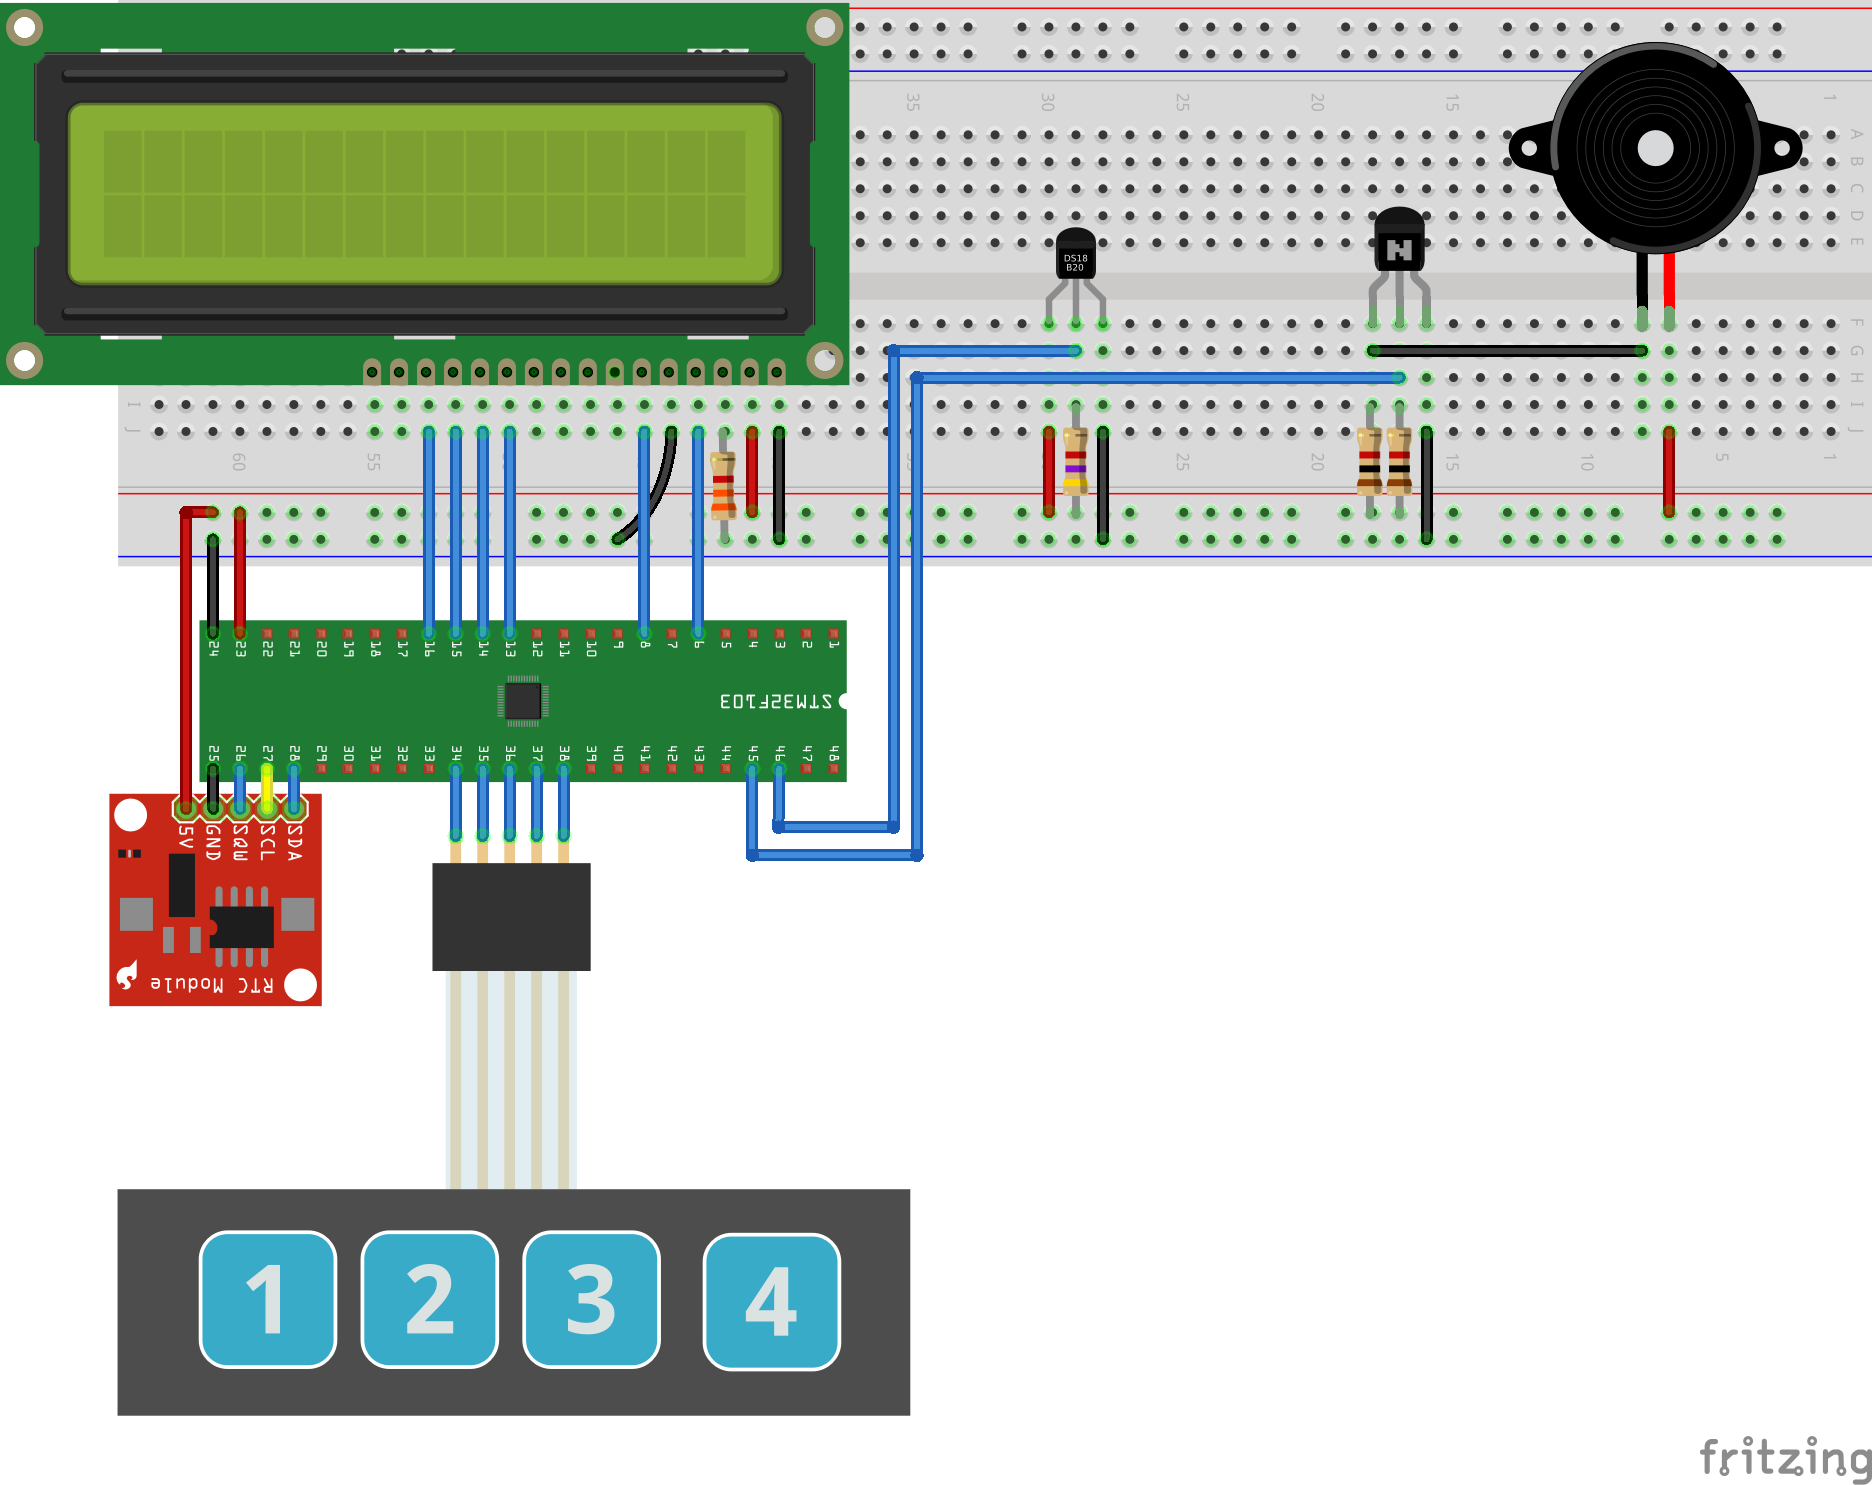 35 30 25 20 15 1
A
B
C
D
E
DS18
B20
F
G
H
I I
J J
60 55 25 20 15 10 5 1
24 23 22 21 20 19 18 17 16 15 14 13 12 11 10 9 8 7 6 5 4 3 2 1
STM32F103
25 26 27 28 29 30 31 32 33 34 35 36 37 38 39 40 41 42 43 44 45 46 47 48
5V GND SQW SCL SDA
RTC Module
1 2 3 4
fritzing